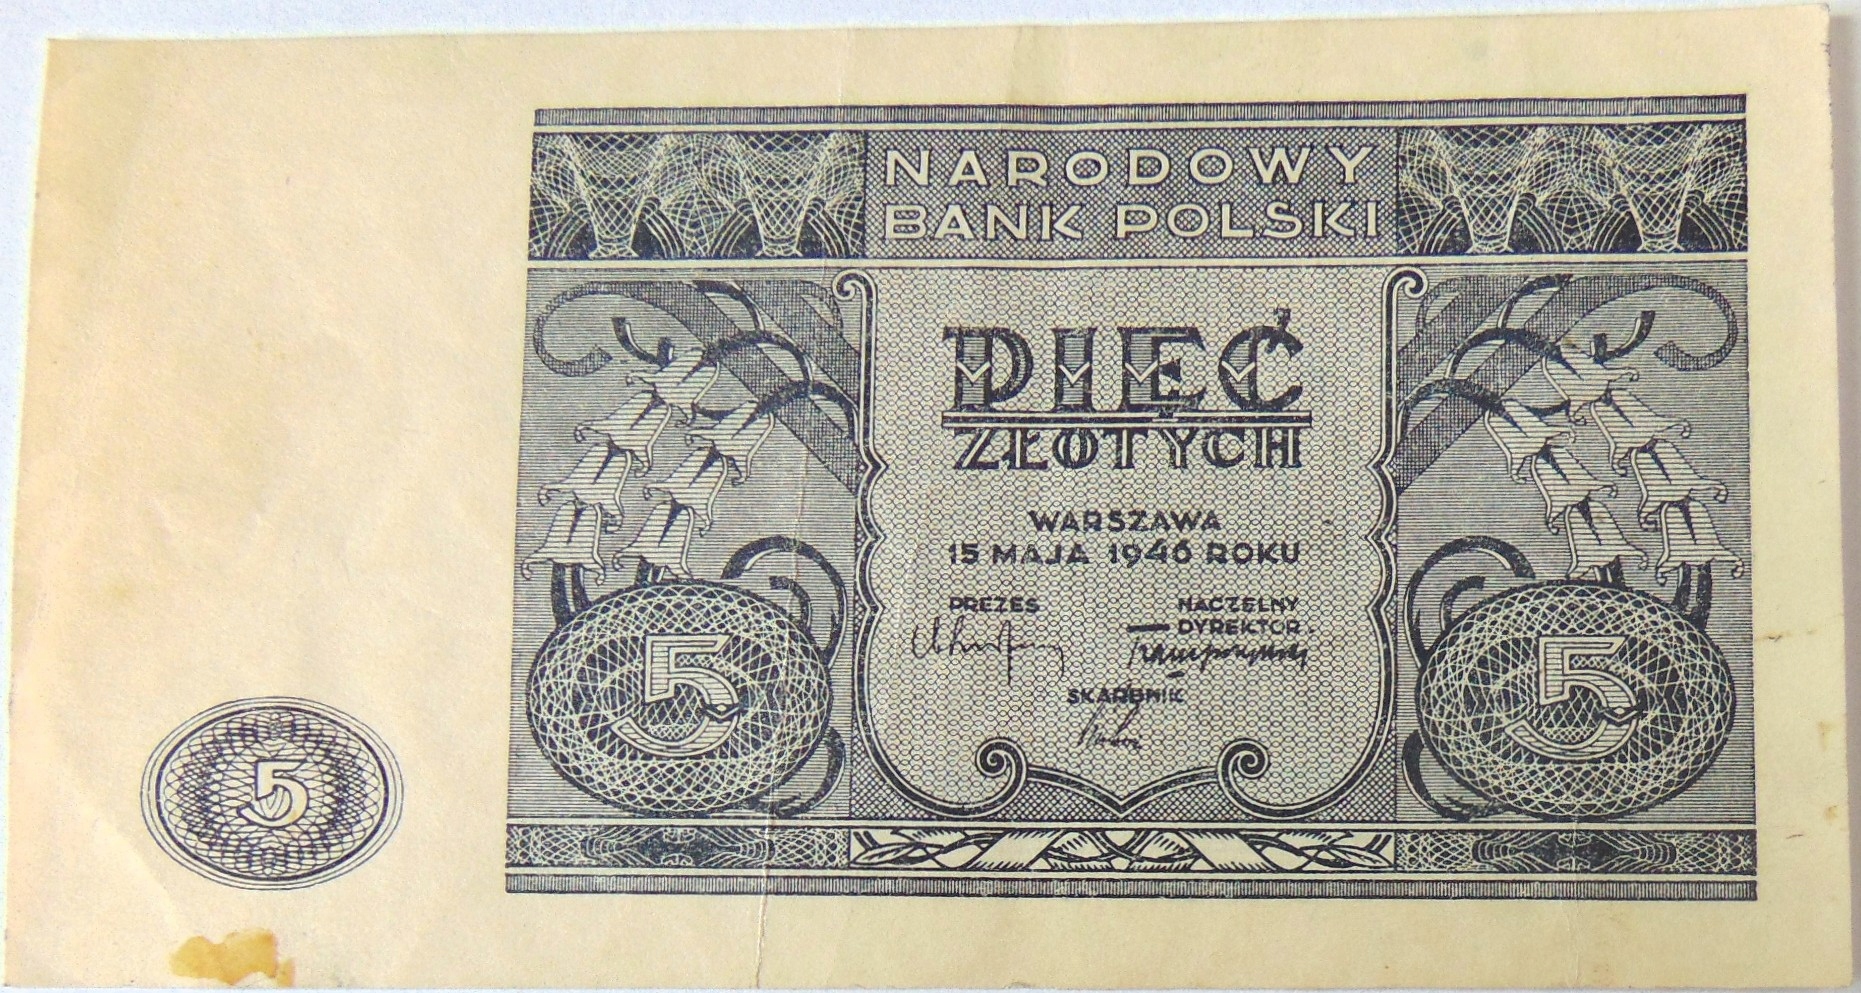 NARODOWY
BANK POLSKI
PIĘĆ
ZŁOTYCH
WARSZAWA
15 MAJA 1946 ROKU
PREZES
NACZELNY
DYREKTOR
SKARBNIK
5
5
5